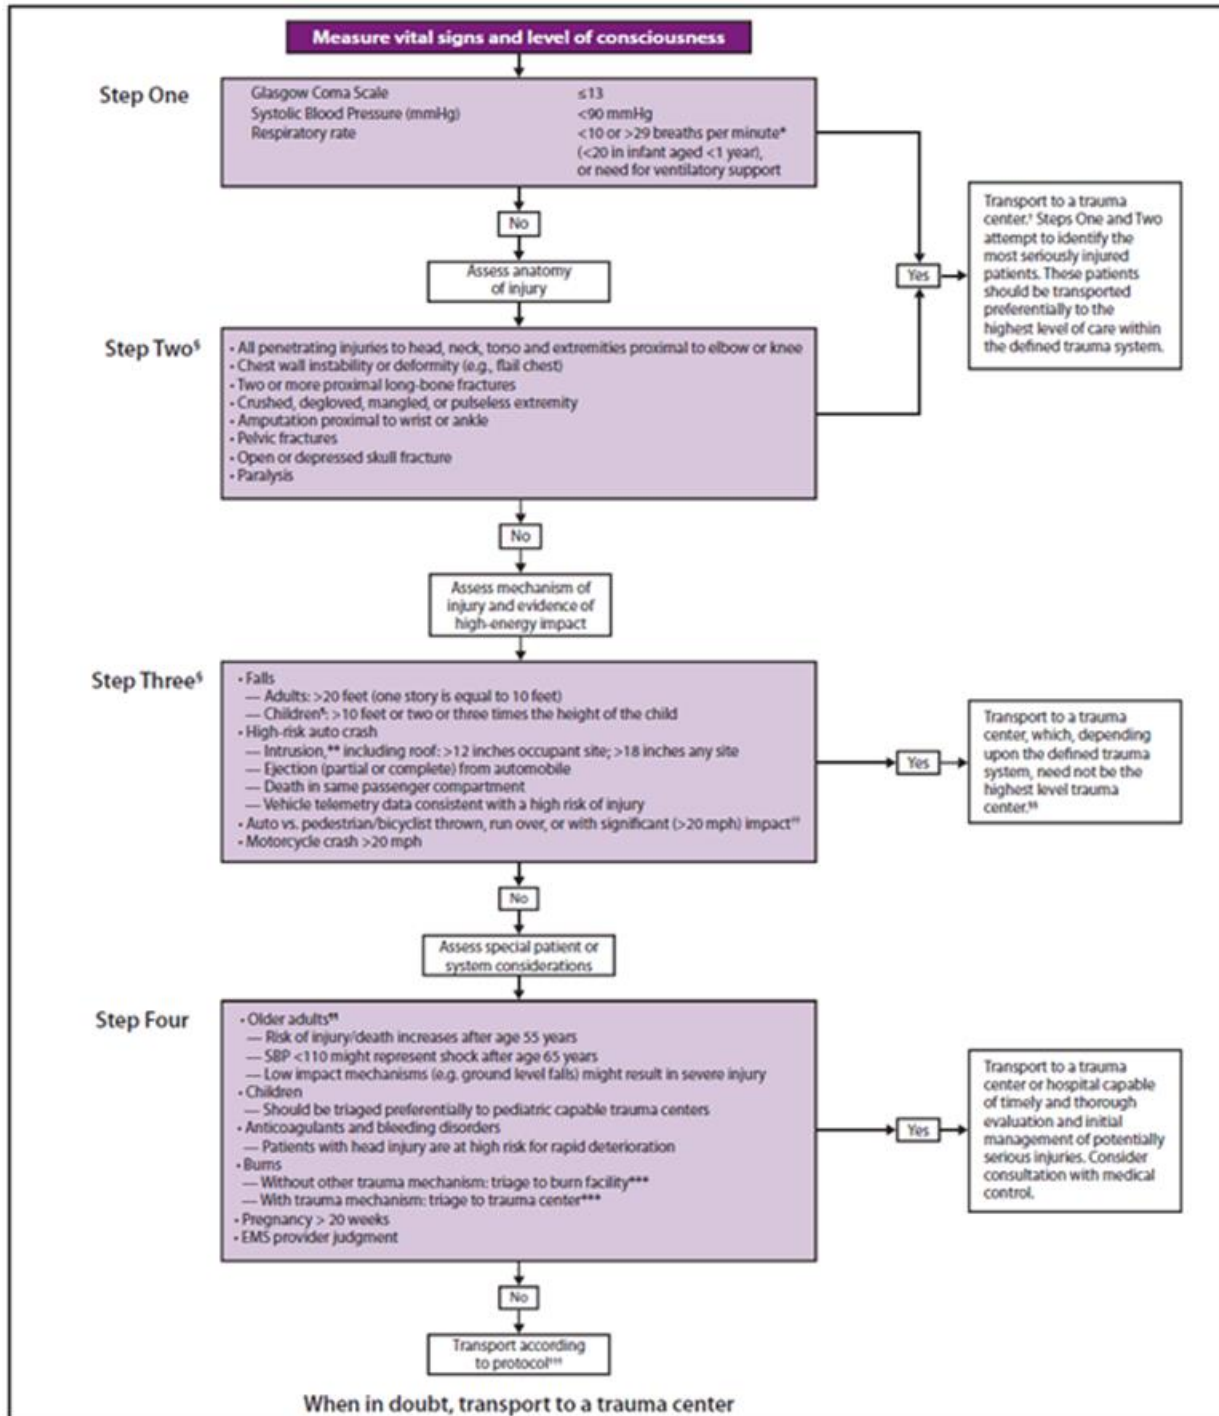 Measure vital signs and level of consciousness
Step One
Glasgow Coma Scale ≤13
Systolic Blood Pressure (mmHg) <90 mmHg
Respiratory rate <10 or >29 breaths per minute*
(<20 in infant aged <1 year),
or need for ventilatory support
No
Assess anatomy
of injury
Yes
Transport to a trauma
center.† Steps One and Two
attempt to identify the
most seriously injured
patients. These patients
should be transported
preferentially to the
highest level of care within
the defined trauma system.
Step Two§
• All penetrating injuries to head, neck, torso and extremities proximal to elbow or knee
• Chest wall instability or deformity (e.g., flail chest)
• Two or more proximal long-bone fractures
• Crushed, degloved, mangled, or pulseless extremity
• Amputation proximal to wrist or ankle
• Pelvic fractures
• Open or depressed skull fracture
• Paralysis
No
Assess mechanism of
injury and evidence of
high-energy impact
Step Three§
• Falls
— Adults: >20 feet (one story is equal to 10 feet)
— Children¶: >10 feet or two or three times the height of the child
• High-risk auto crash
— Intrusion,** including roof: >12 inches occupant site; >18 inches any site
— Ejection (partial or complete) from automobile
— Death in same passenger compartment
— Vehicle telemetry data consistent with a high risk of injury
• Auto vs. pedestrian/bicyclist thrown, run over, or with significant (>20 mph) impact††
• Motorcycle crash >20 mph
Yes
Transport to a trauma
center, which, depending
upon the defined trauma
system, need not be the
highest level trauma
center.§§
No
Assess special patient or
system considerations
Step Four
• Older adults¶¶
— Risk of injury/death increases after age 55 years
— SBP <110 might represent shock after age 65 years
— Low impact mechanisms (e.g. ground level falls) might result in severe injury
• Children
— Should be triaged preferentially to pediatric capable trauma centers
• Anticoagulants and bleeding disorders
— Patients with head injury are at high risk for rapid deterioration
• Burns
— Without other trauma mechanism: triage to burn facility***
— With trauma mechanism: triage to trauma center***
• Pregnancy > 20 weeks
• EMS provider judgment
Yes
Transport to a trauma
center or hospital capable
of timely and thorough
evaluation and initial
management of potentially
serious injuries. Consider
consultation with medical
control.
No
Transport according
to protocol†††
When in doubt, transport to a trauma center